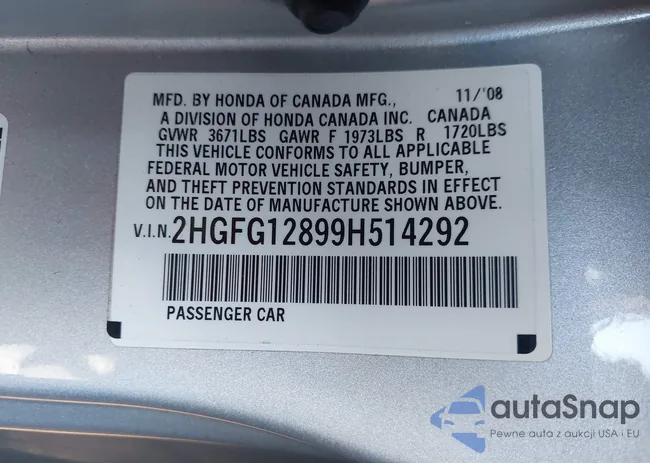 MFD. BY HONDA OF CANADA MFG., 11/'08
A DIVISION OF HONDA CANADA INC. CANADA
GVWR 3671LBS GAWR F 1973LBS R 1720LBS
THIS VEHICLE CONFORMS TO ALL APPLICABLE
FEDERAL MOTOR VEHICLE SAFETY, BUMPER,
AND THEFT PREVENTION STANDARDS IN EFFECT
ON THE DATE OF MANUFACTURE SHOWN ABOVE.
V.I.N. 2HGFG12899H514292
PASSENGER CAR
autaSnap
Pewne auta z aukcji USA i EU